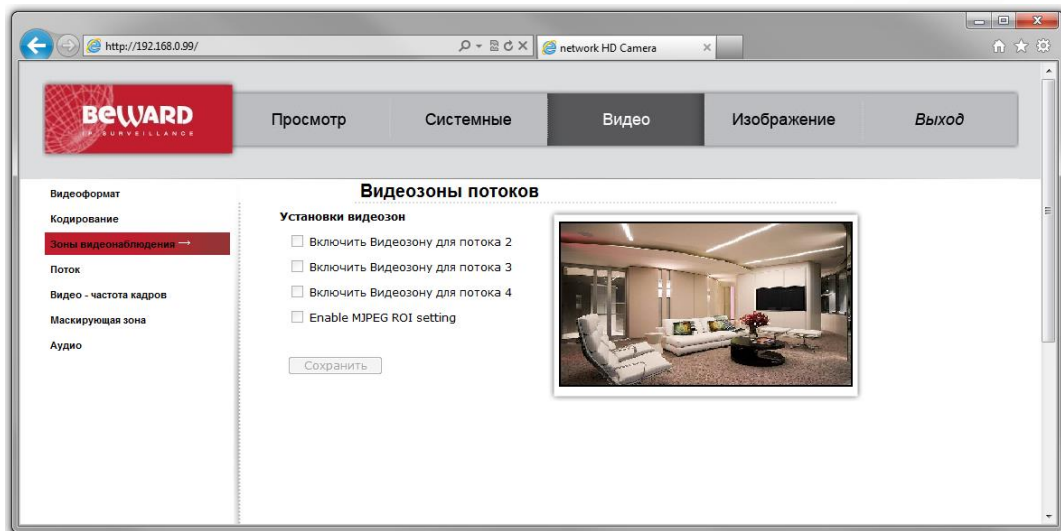 http://192.168.0.99/
network HD Camera
BEWARD
IP SURVEILLANCE
Просмотр
Системные
Видео
Изображение
Выход
Видеоформат
Кодирование
Зоны видеонаблюдения →
Поток
Видео - частота кадров
Маскирующая зона
Аудио
Видеозоны потоков
Установки видеозон
Включить Видеозону для потока 2
Включить Видеозону для потока 3
Включить Видеозону для потока 4
Enable MJPEG ROI setting
Сохранить